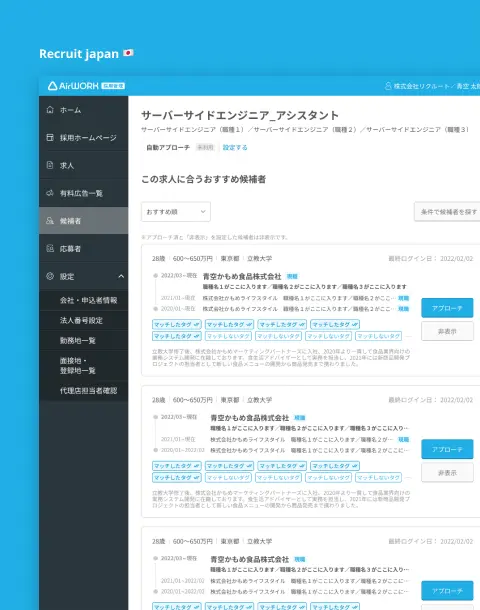 Recruit japan 🇯🇵
AirWORK 採用管理
株式会社リクルート／青空 太
ホーム
採用ホームページ
求人
有料広告一覧
候補者
応募者
設定
会社・申込者情報
法人番号設定
勤務地一覧
面接地・
登録地一覧
代理店担当者確認
サーバーサイドエンジニア_アシスタント
サーバーサイドエンジニア（職種１）／サーバーサイドエンジニア（職種２）／サーバーサイドエンジニア（職種３）
自動アプローチ 未利用 設定する
この求人に合うおすすめ候補者
おすすめ順
条件で候補者を探す
※アプローチ済と「非表示」を設定した候補者は非表示です。
28歳 600〜650万円 東京都 立教大学
最終ログイン日： 2022/02/02
2022/03〜現在 青空かもめ食品株式会社 現職
職種名１がここに入ります／職種名２がここに入ります／職種名３がここに入ります
2021/01〜現在 株式会社かもめライフスタイル 職種名１がここに入ります／職種名２がここ… 現職
2020/01〜現在 株式会社かもめライフスタイル 職種名１がここに入ります／職種名２がここ… 現職
アプローチ
非表示
マッチしたタグ マッチしたタグ マッチしたタグ マッチしたタグ
マッチしたタグ マッチしないタグ マッチしないタグ マッチしないタグ マッチしないタグ …
立教大学修了後、株式会社かもめマーケティングパートナーズに入社。2020年より一貫して食品業界向けの
業務システム開発に在籍しております。食生活アドバイザーとして実務を担当し、2021年には新商品開発プ
ロジェクトの担当者として新しい食品メニューの開発から商品発売まで携わりました。
28歳 600〜650万円 東京都 立教大学
最終ログイン日： 2022/02/02
2022/03〜現在 青空かもめ食品株式会社 現職
職種名１がここに入ります／職種名２がここに入ります／職種名３がここに入り…
2021/01〜現在 株式会社かもめライフスタイル 職種名１がここに入ります／職種名２が… 現職
2020/01〜2022/03 株式会社かもめライフスタイル 職種名１がここに入ります／職種名２がここに…
アプローチ
非表示
マッチしたタグ マッチしたタグ マッチしたタグ マッチしたタグ
マッチしたタグ マッチしないタグ マッチしないタグ マッチしないタグ マッチしないタグ …
立教大学修了後、株式会社かもめマーケティングパートナーズに入社。2020年より一貫して食品業界向けの
業務システム開発に在籍しております。食生活アドバイザーとして実務を担当し、2021年には新商品開発プ
ロジェクトの担当者として新しい食品メニューの開発から商品発売まで携わりました。
28歳 600〜650万円 東京都 立教大学
最終ログイン日： 2022/02/02
2022/03〜現在 青空かもめ食品株式会社 現職
職種名１がここに入ります／職種名２がここに入ります／職種名３がここに入り…
2021/01〜2022/02 株式会社かもめライフスタイル 職種名１がここに入ります／職種名２がここに…
2020/01〜2022/03 株式会社かもめライフスタイル 職種名１がここに入ります／職種名２がここに…
アプローチ
マッチしたタグ マッチしたタグ マッチしたタグ マッチしたタグ